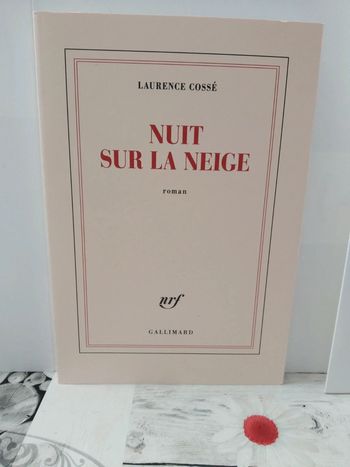 LAURENCE COSSÉ
NUIT
SUR LA NEIGE
roman
nrf
GALLIMARD